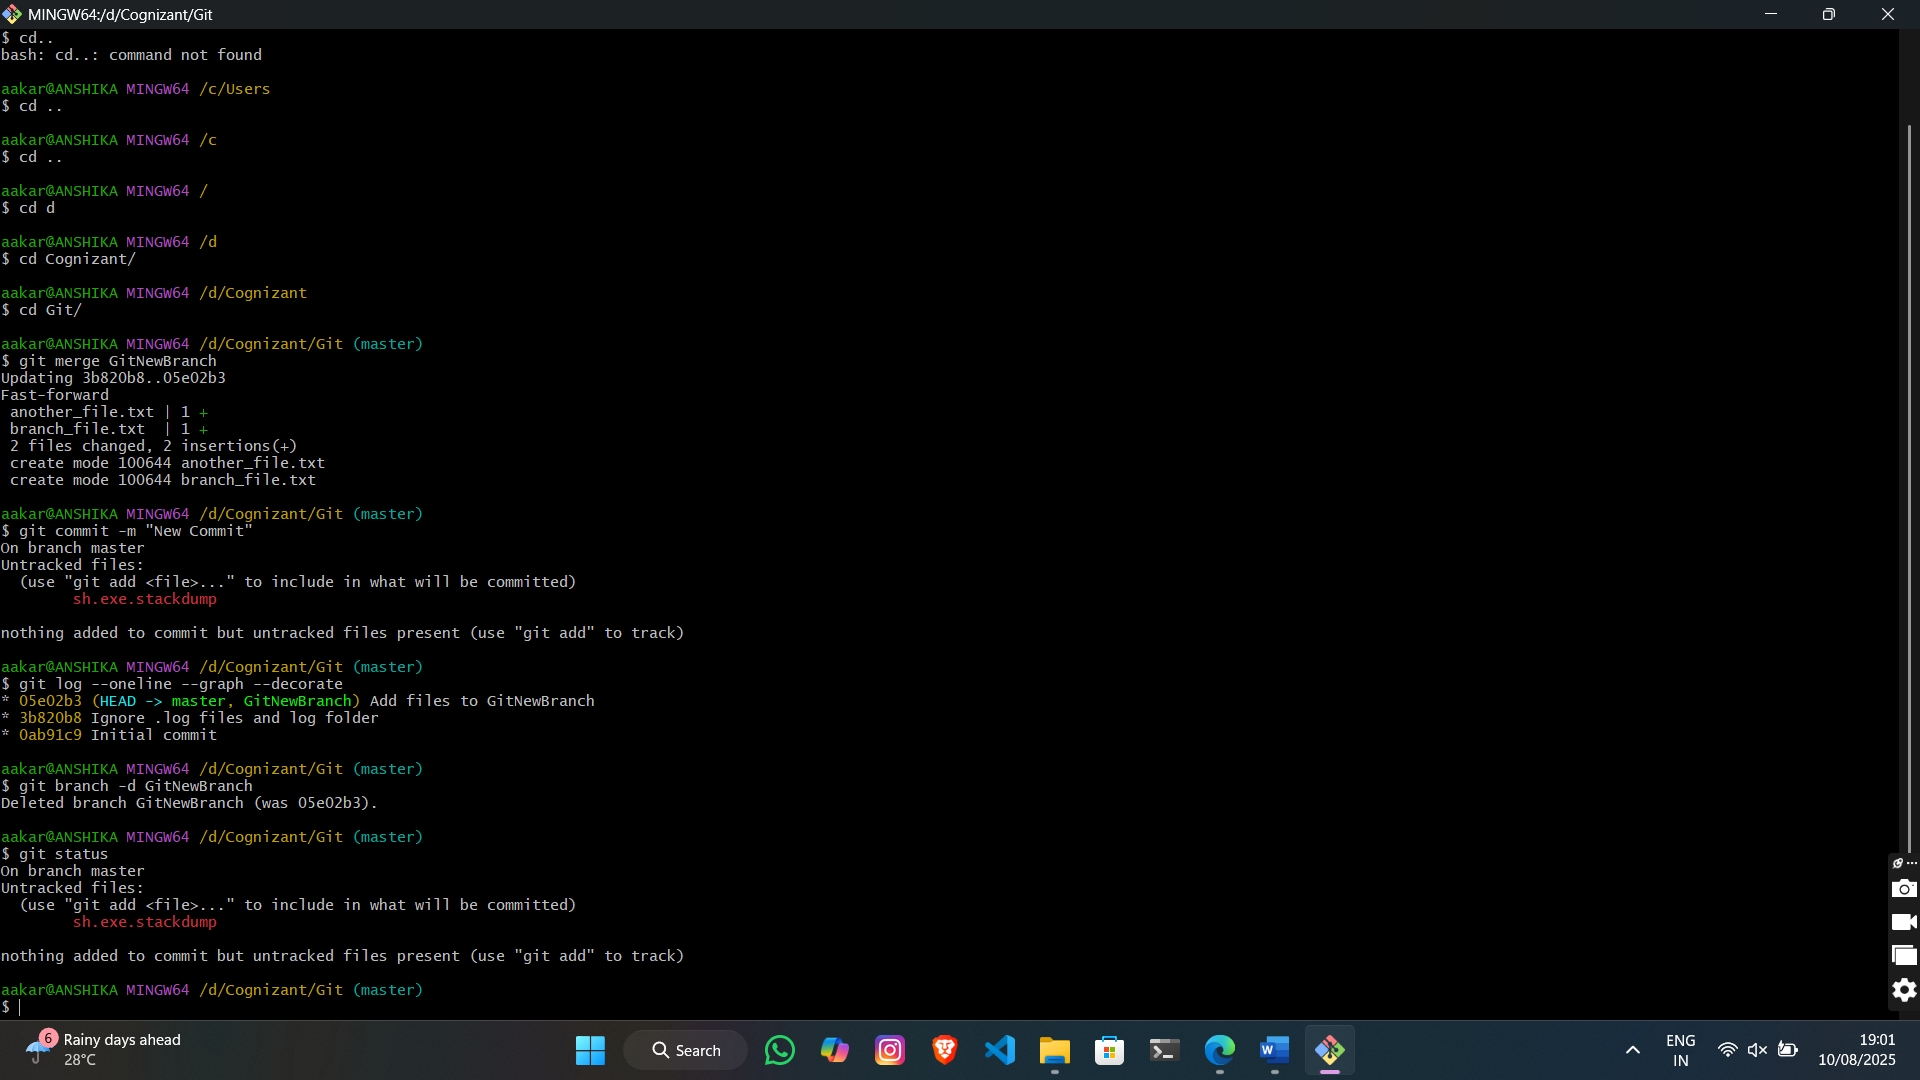 MINGW64:/d/Cognizant/Git
$ cd..
bash: cd..: command not found
aakar@ANSHIKA MINGW64 /c/Users
$ cd ..
aakar@ANSHIKA MINGW64 /c
$ cd ..
aakar@ANSHIKA MINGW64 /
$ cd d
aakar@ANSHIKA MINGW64 /d
$ cd Cognizant/
aakar@ANSHIKA MINGW64 /d/Cognizant
$ cd Git/
aakar@ANSHIKA MINGW64 /d/Cognizant/Git (master)
$ git merge GitNewBranch
Updating 3b820b8..05e02b3
Fast-forward
 another_file.txt | 1 +
 branch_file.txt  | 1 +
 2 files changed, 2 insertions(+)
 create mode 100644 another_file.txt
 create mode 100644 branch_file.txt
aakar@ANSHIKA MINGW64 /d/Cognizant/Git (master)
$ git commit -m "New Commit"
On branch master
Untracked files:
  (use "git add <file>..." to include in what will be committed)
        sh.exe.stackdump
nothing added to commit but untracked files present (use "git add" to track)
aakar@ANSHIKA MINGW64 /d/Cognizant/Git (master)
$ git log --oneline --graph --decorate
* 05e02b3 (HEAD -> master, GitNewBranch) Add files to GitNewBranch
* 3b820b8 Ignore .log files and log folder
* 0ab91c9 Initial commit
aakar@ANSHIKA MINGW64 /d/Cognizant/Git (master)
$ git branch -d GitNewBranch
Deleted branch GitNewBranch (was 05e02b3).
aakar@ANSHIKA MINGW64 /d/Cognizant/Git (master)
$ git status
On branch master
Untracked files:
  (use "git add <file>..." to include in what will be committed)
        sh.exe.stackdump
nothing added to commit but untracked files present (use "git add" to track)
aakar@ANSHIKA MINGW64 /d/Cognizant/Git (master)
$
6
Rainy days ahead
28°C
Search
ENG
IN
19:01
10/08/2025